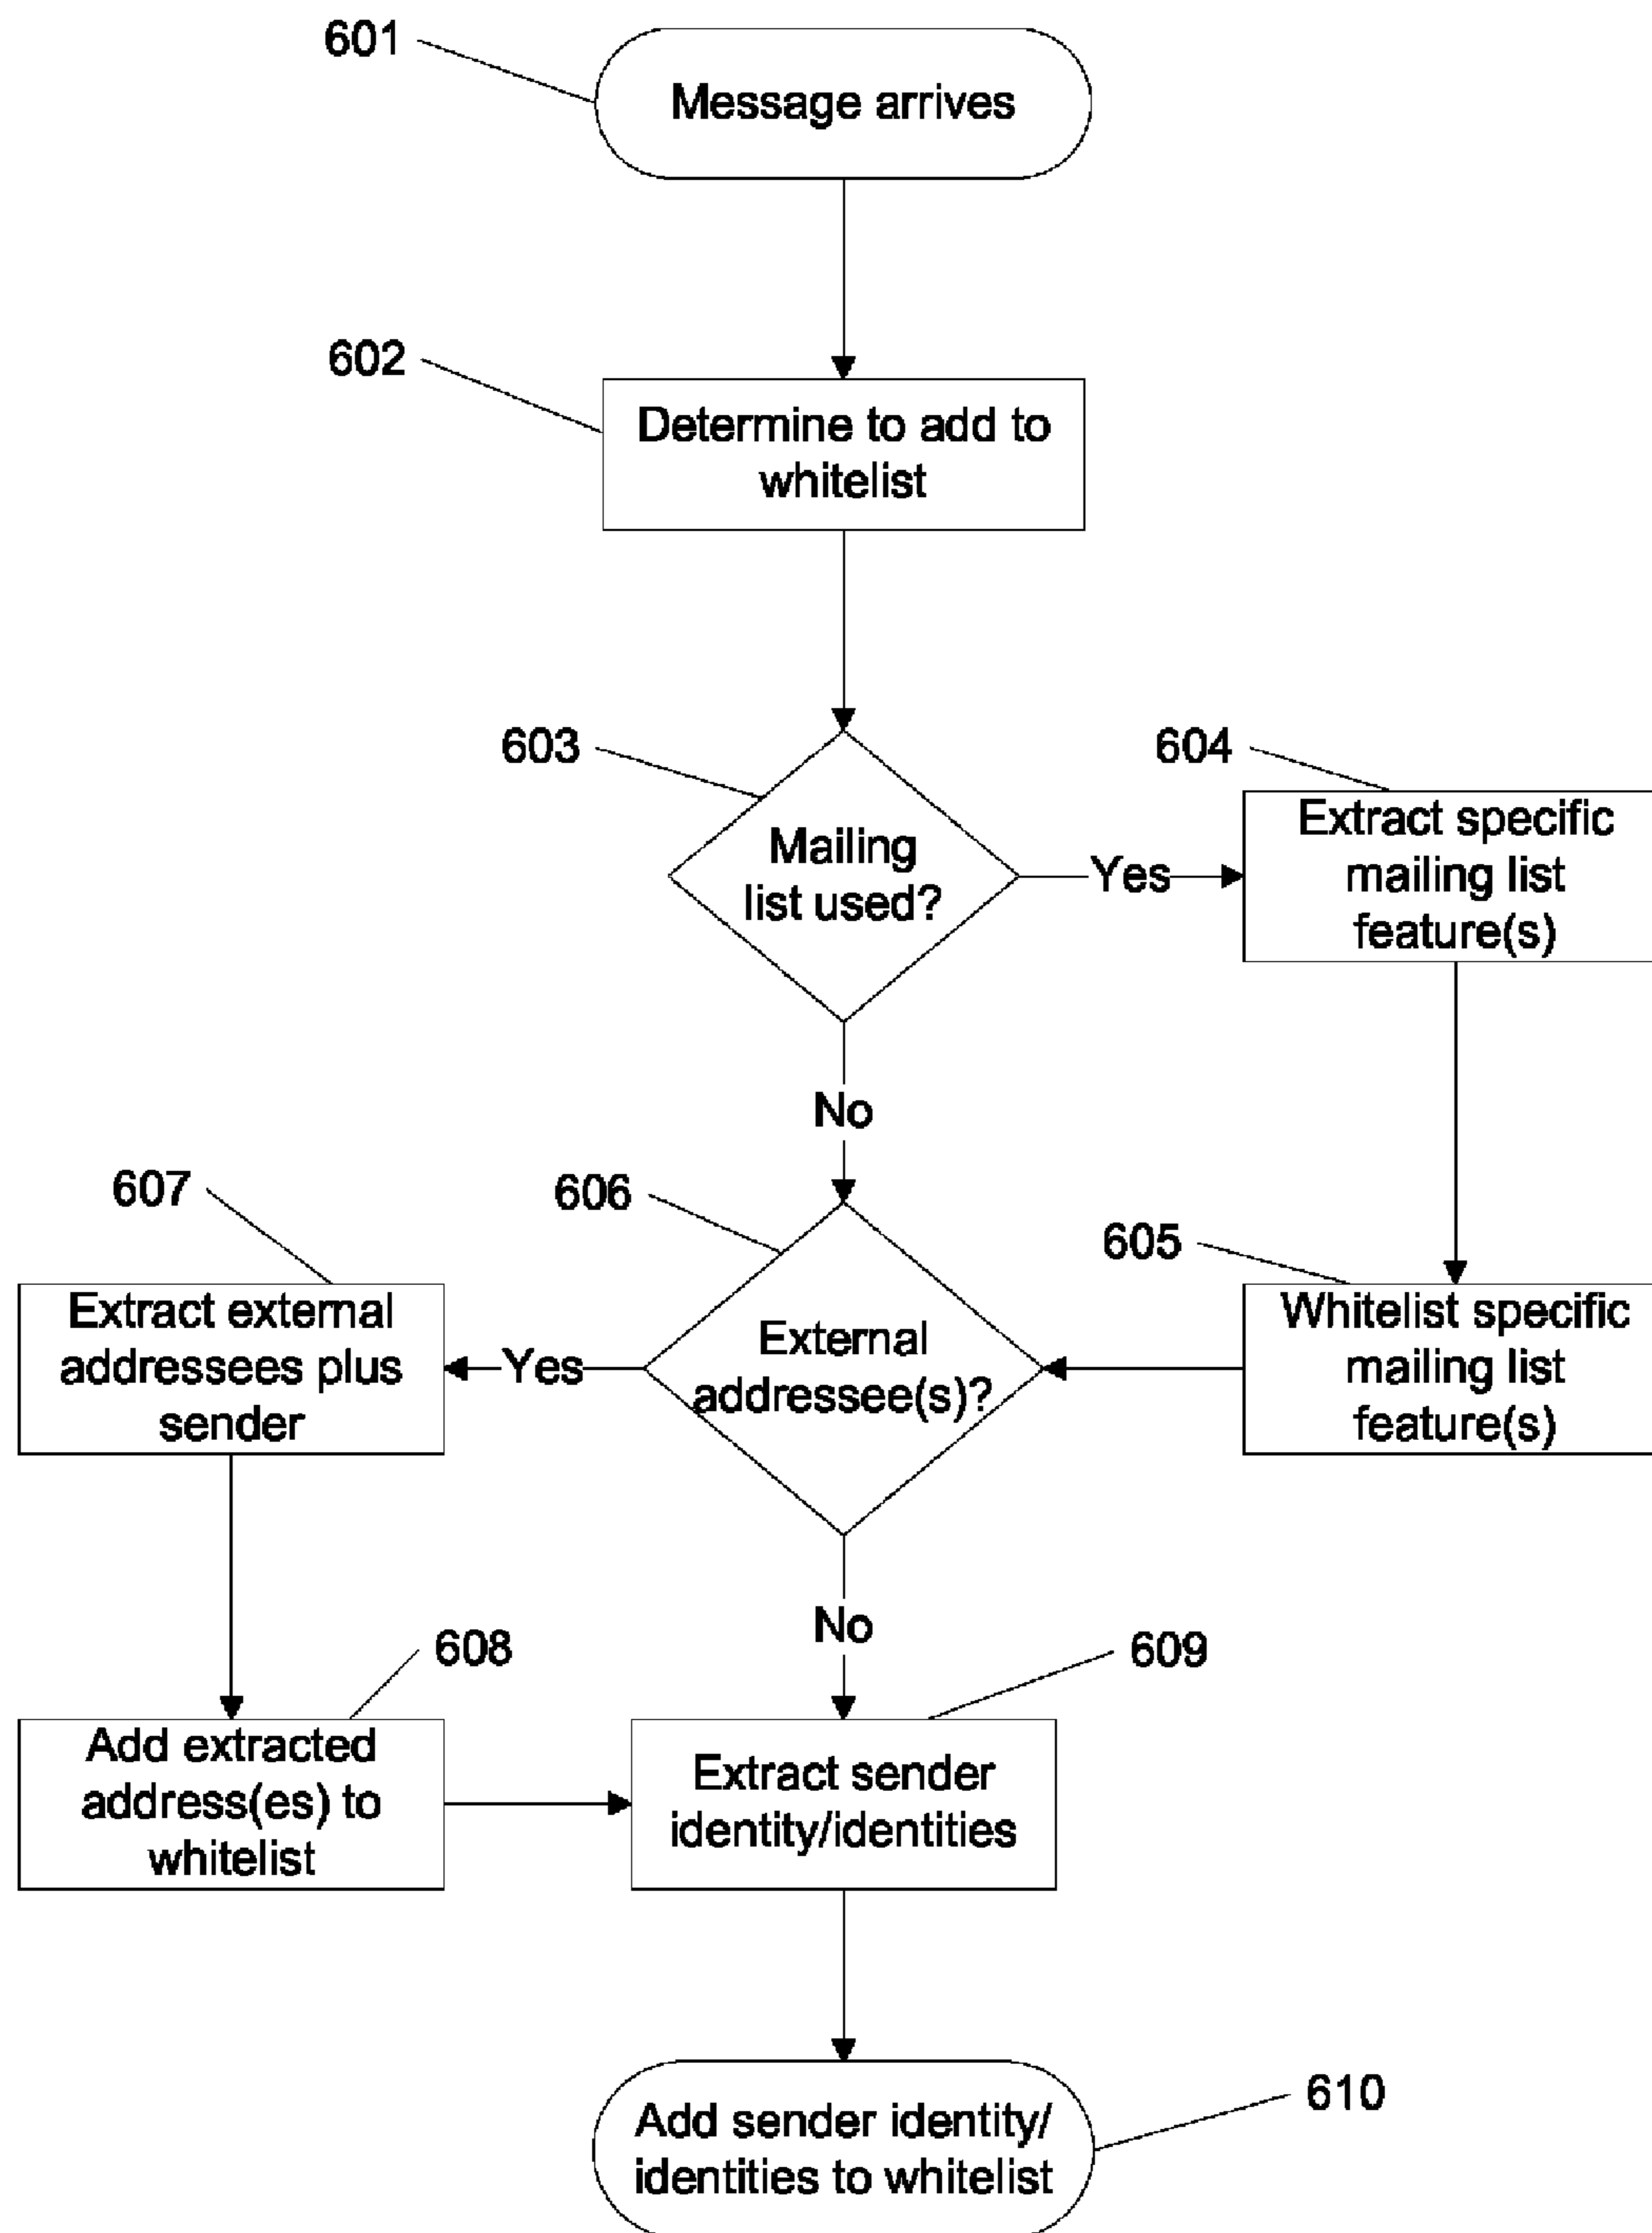 601
Message arrives
602
Determine to add to
whitelist
603
Mailing
list used?
Yes
604
Extract specific
mailing list
feature(s)
No
607
Extract external
addressees plus
sender
Yes
606
External
addressee(s)?
605
Whitelist specific
mailing list
feature(s)
No
608
Add extracted
address(es) to
whitelist
609
Extract sender
identity/identities
610
Add sender identity/
identities to whitelist